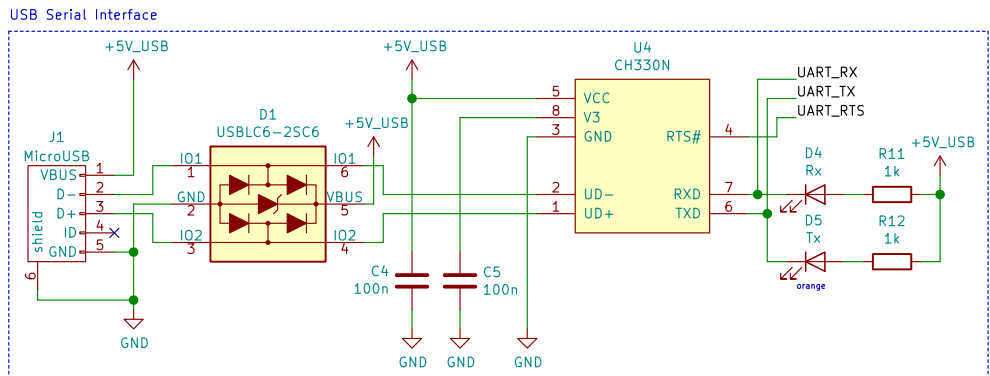 USB Serial Interface
+5V_USB
+5V_USB
U4
CH330N
UART_RX
UART_TX
UART_RTS
5 VCC
8 V3
3 GND
RTS# 4
2 UD-
1 UD+
RXD 7
TXD 6
D1
USBLC6-2SC6
+5V_USB
IO1
1
IO1
6
GND
2
VBUS
5
IO2
3
IO2
4
J1
MicroUSB
VBUS 1
D- 2
D+ 3
ID 4
GND 5
shield
6
GND
C4
100n
C5
100n
GND
GND
GND
D4
Rx
R11
1k
+5V_USB
D5
Tx
R12
1k
orange